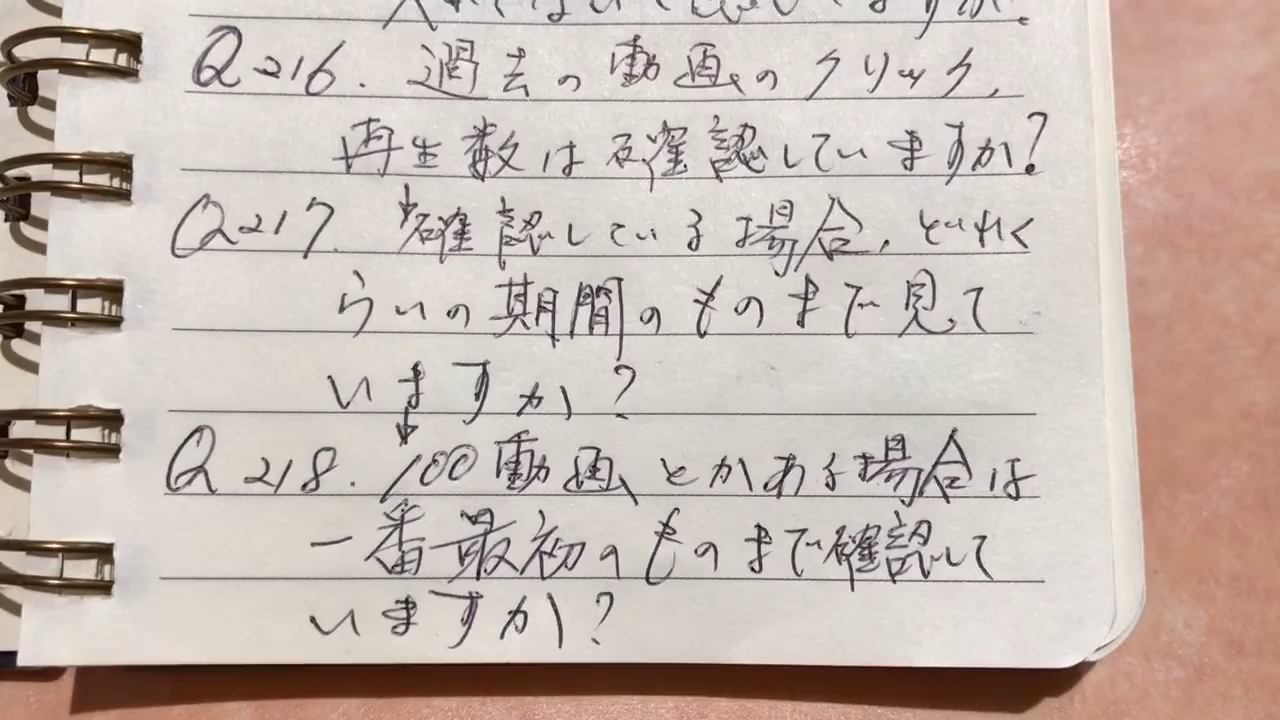 Q216. 過去の動画のクリック、
再生数は確認していますか?
Q217. 確認している場合、どれく
らいの期間のものまで見て
いますか?
Q218. 100動画とかある場合は
一番最初のものまで確認して
いますか?